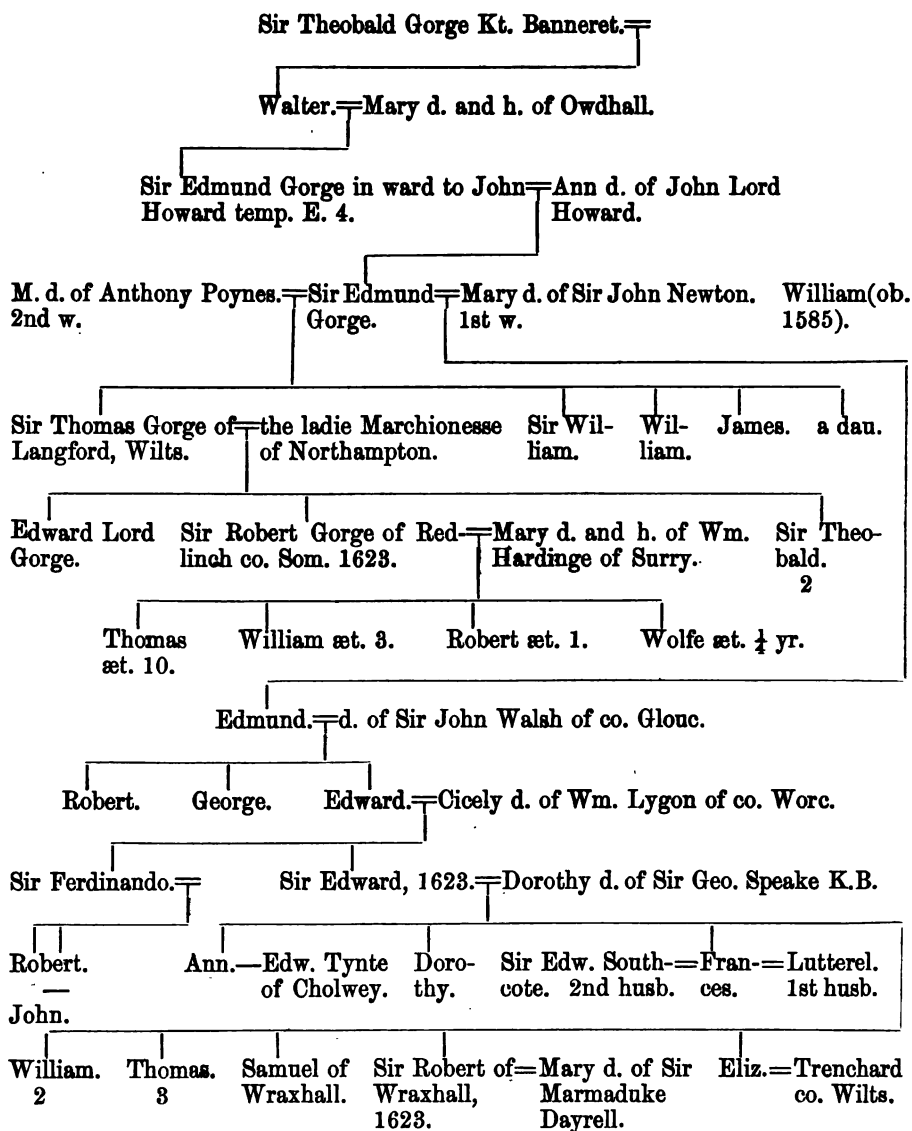 Sir Theobald Gorge Kt. Banneret.=
Walter.=Mary d. and h. of Owdhall.
Sir Edmund Gorge in ward to John=Ann d. of John Lord
Howard temp. E. 4. Howard.
M. d. of Anthony Poynes.=Sir Edmund=Mary d. of Sir John Newton. William(ob.
2nd w. Gorge. 1st w. 1585).
Sir Thomas Gorge of=the ladie Marchionesse Sir Wil- Wil- James. a dau.
Langford, Wilts. of Northampton. liam. liam.
Edward Lord Sir Robert Gorge of Red-=Mary d. and h. of Wm. Sir Theo-
Gorge. linch co. Som. 1623. Hardinge of Surry. bald.
2
Thomas William æt. 3. Robert æt. 1. Wolfe æt. ¼ yr.
æt. 10.
Edmund.=d. of Sir John Walsh of co. Glouc.
Robert. George. Edward.=Cicely d. of Wm. Lygon of co. Worc.
Sir Ferdinando.= Sir Edward, 1623.=Dorothy d. of Sir Geo. Speake K.B.
Robert. Ann.—Edw. Tynte Doro- Sir Edw. South-=Fran-=Lutterel.
— of Cholwey. thy. cote. 2nd husb. ces. 1st husb.
John.
William. Thomas. Samuel of Sir Robert of=Mary d. of Sir Eliz.=Trenchard
2 3 Wraxhall. Wraxhall, Marmaduke co. Wilts.
1623. Dayrell.